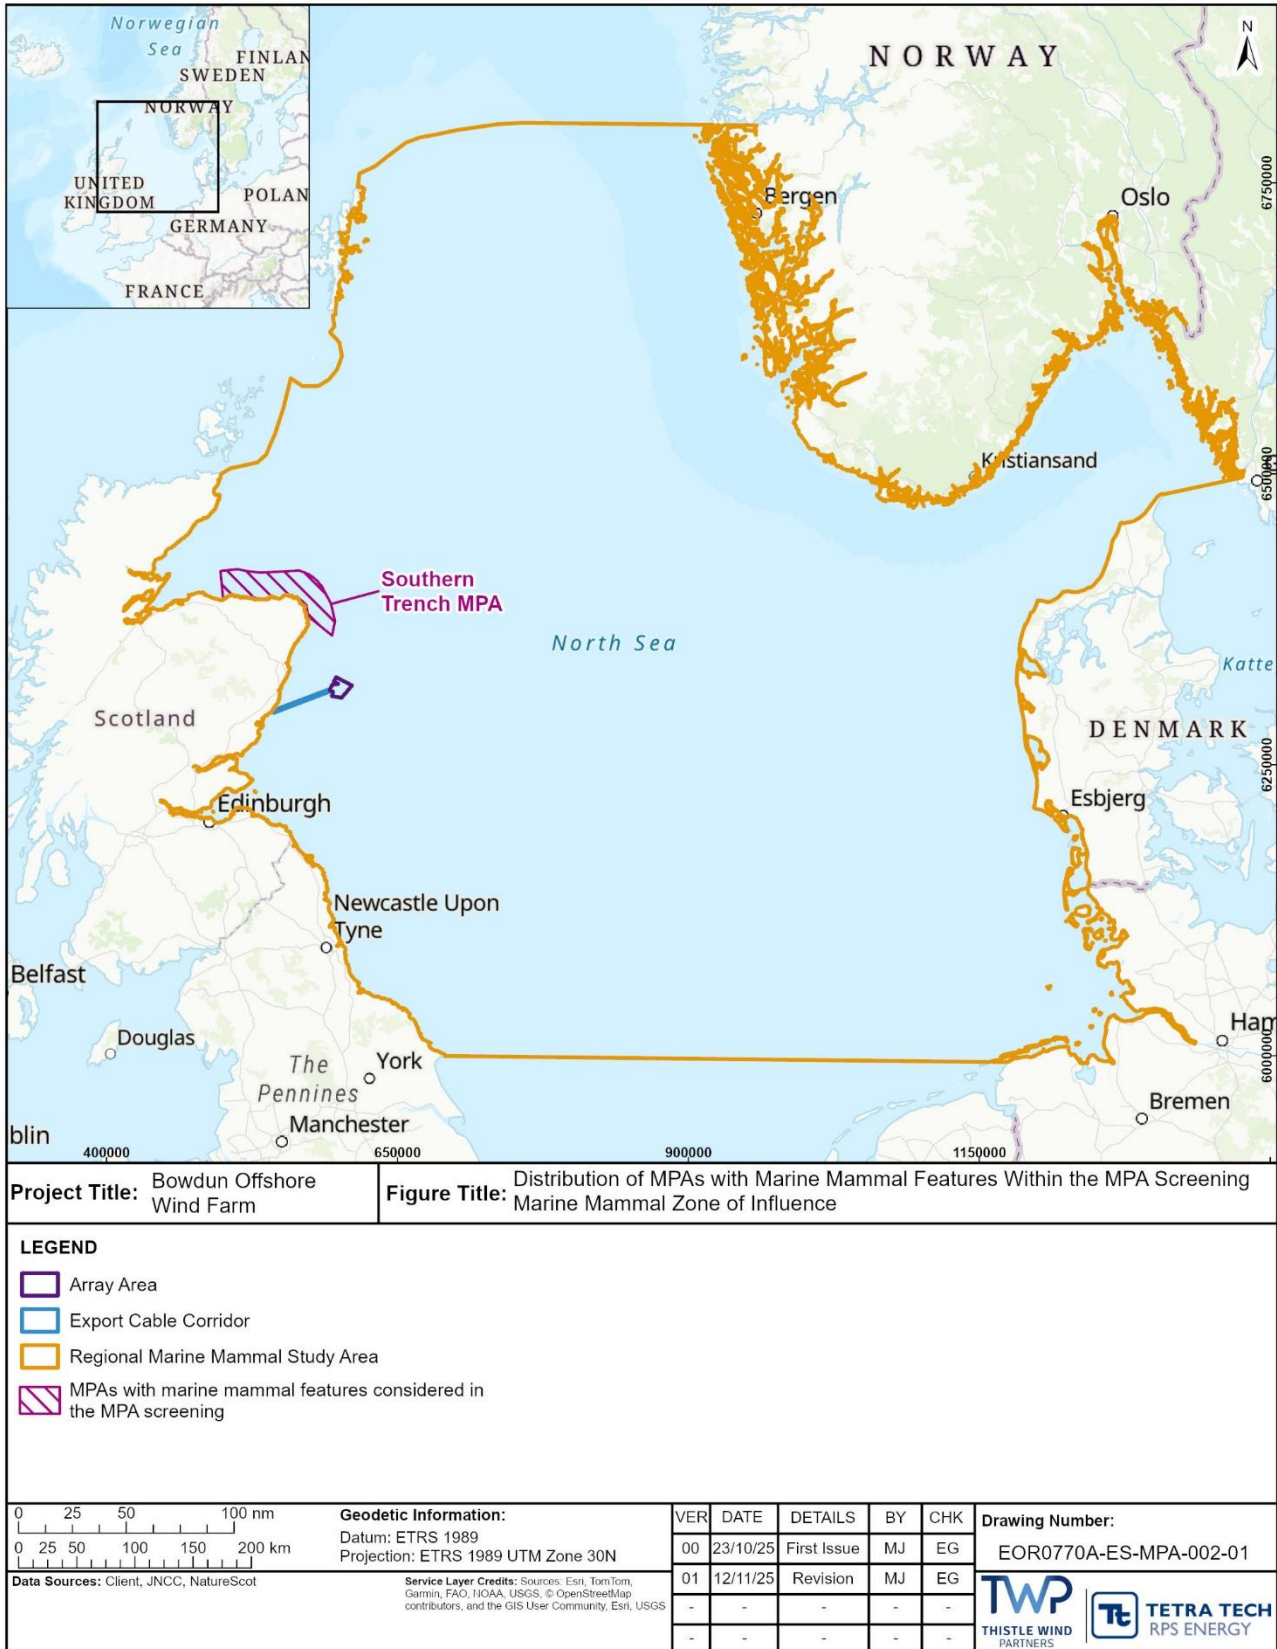 Norwegian
Sea
FINLAN
SWEDEN
NORWAY
UNITED
KINGDOM
POLAN
GERMANY
FRANCE
NORWAY
N
Bergen
Oslo
Kristiansand
6750000
6500000
Southern
Trench MPA
North Sea
Katte
Scotland
DENMARK
6250000
Edinburgh
Esbjerg
Newcastle Upon
Tyne
Belfast
Douglas
The
Pennines
York
Ham
6000000
Bremen
Manchester
blin
400000
650000
900000
1150000
Project Title: Bowdun Offshore
Wind Farm
Figure Title: Distribution of MPAs with Marine Mammal Features Within the MPA Screening
Marine Mammal Zone of Influence
LEGEND
Array Area
Export Cable Corridor
Regional Marine Mammal Study Area
MPAs with marine mammal features considered in
the MPA screening
0 25 50 100 nm
0 25 50 100 150 200 km
Geodetic Information:
Datum: ETRS 1989
Projection: ETRS 1989 UTM Zone 30N
Data Sources: Client, JNCC, NatureScot
Service Layer Credits: Sources: Esri, TomTom,
Garmin, FAO, NOAA, USGS, © OpenStreetMap
contributors, and the GIS User Community, Esri, USGS
VER DATE DETAILS BY CHK
00 23/10/25 First Issue MJ EG
01 12/11/25 Revision MJ EG
- - - - -
- - - - -
Drawing Number:
EOR0770A-ES-MPA-002-01
TWP
THISTLE WIND
PARTNERS
Tt
TETRA TECH
RPS ENERGY